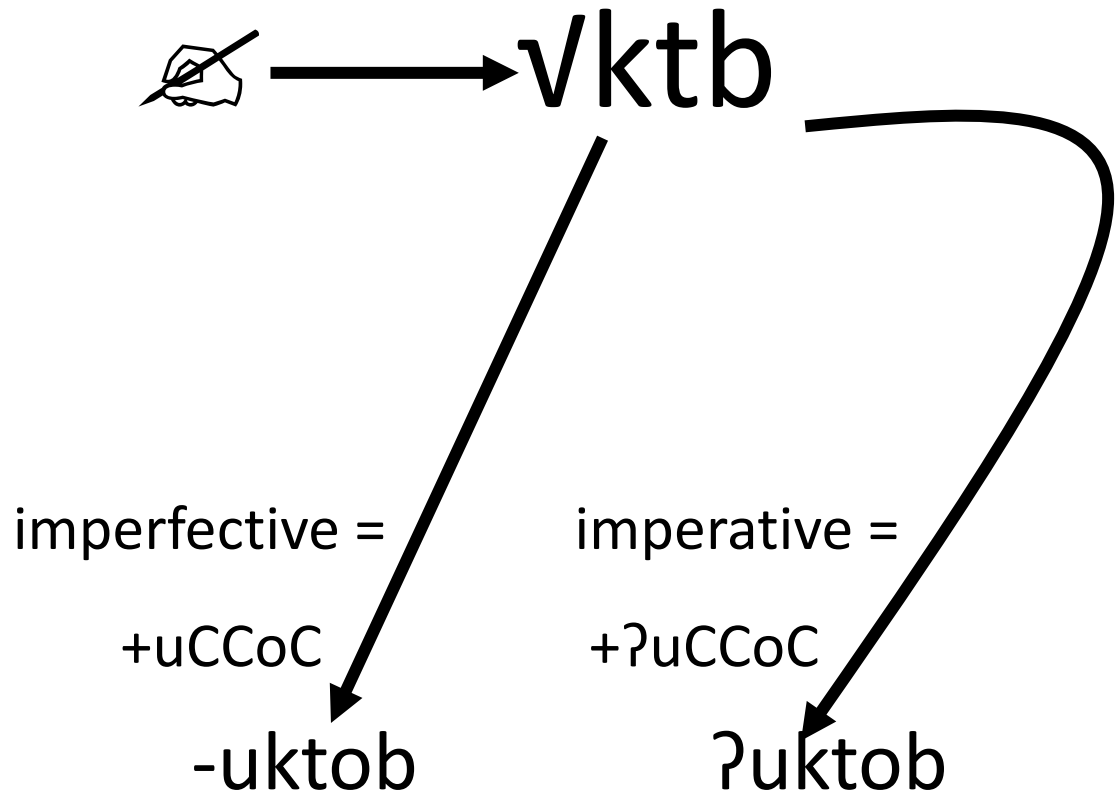 √ktb
imperfective =
imperative =
+uCCoC
+ʔuCCoC
-uktob
ʔuktob